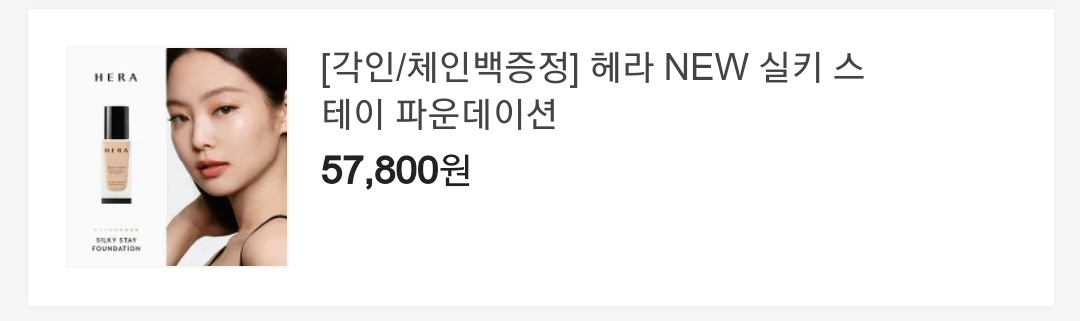 HERA
HERA
SILKY STAY
FOUNDATION
[각인/체인백증정] 헤라 NEW 실키 스
테이 파운데이션
57,800원